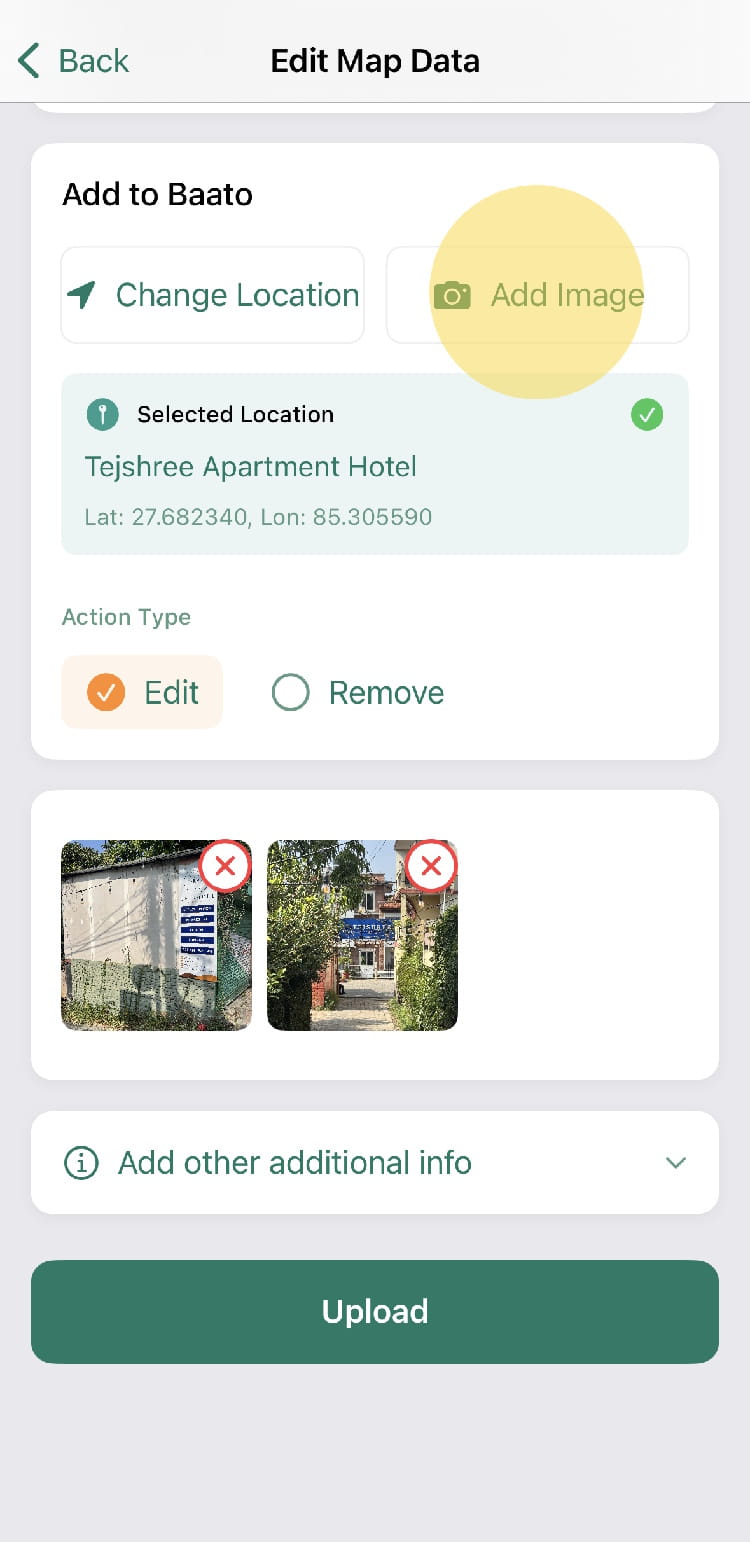 Back
Edit Map Data
Add to Baato
Change Location
Add Image
Selected Location
Tejshree Apartment Hotel
Lat: 27.682340, Lon: 85.305590
Action Type
Edit
Remove
Add other additional info
Upload